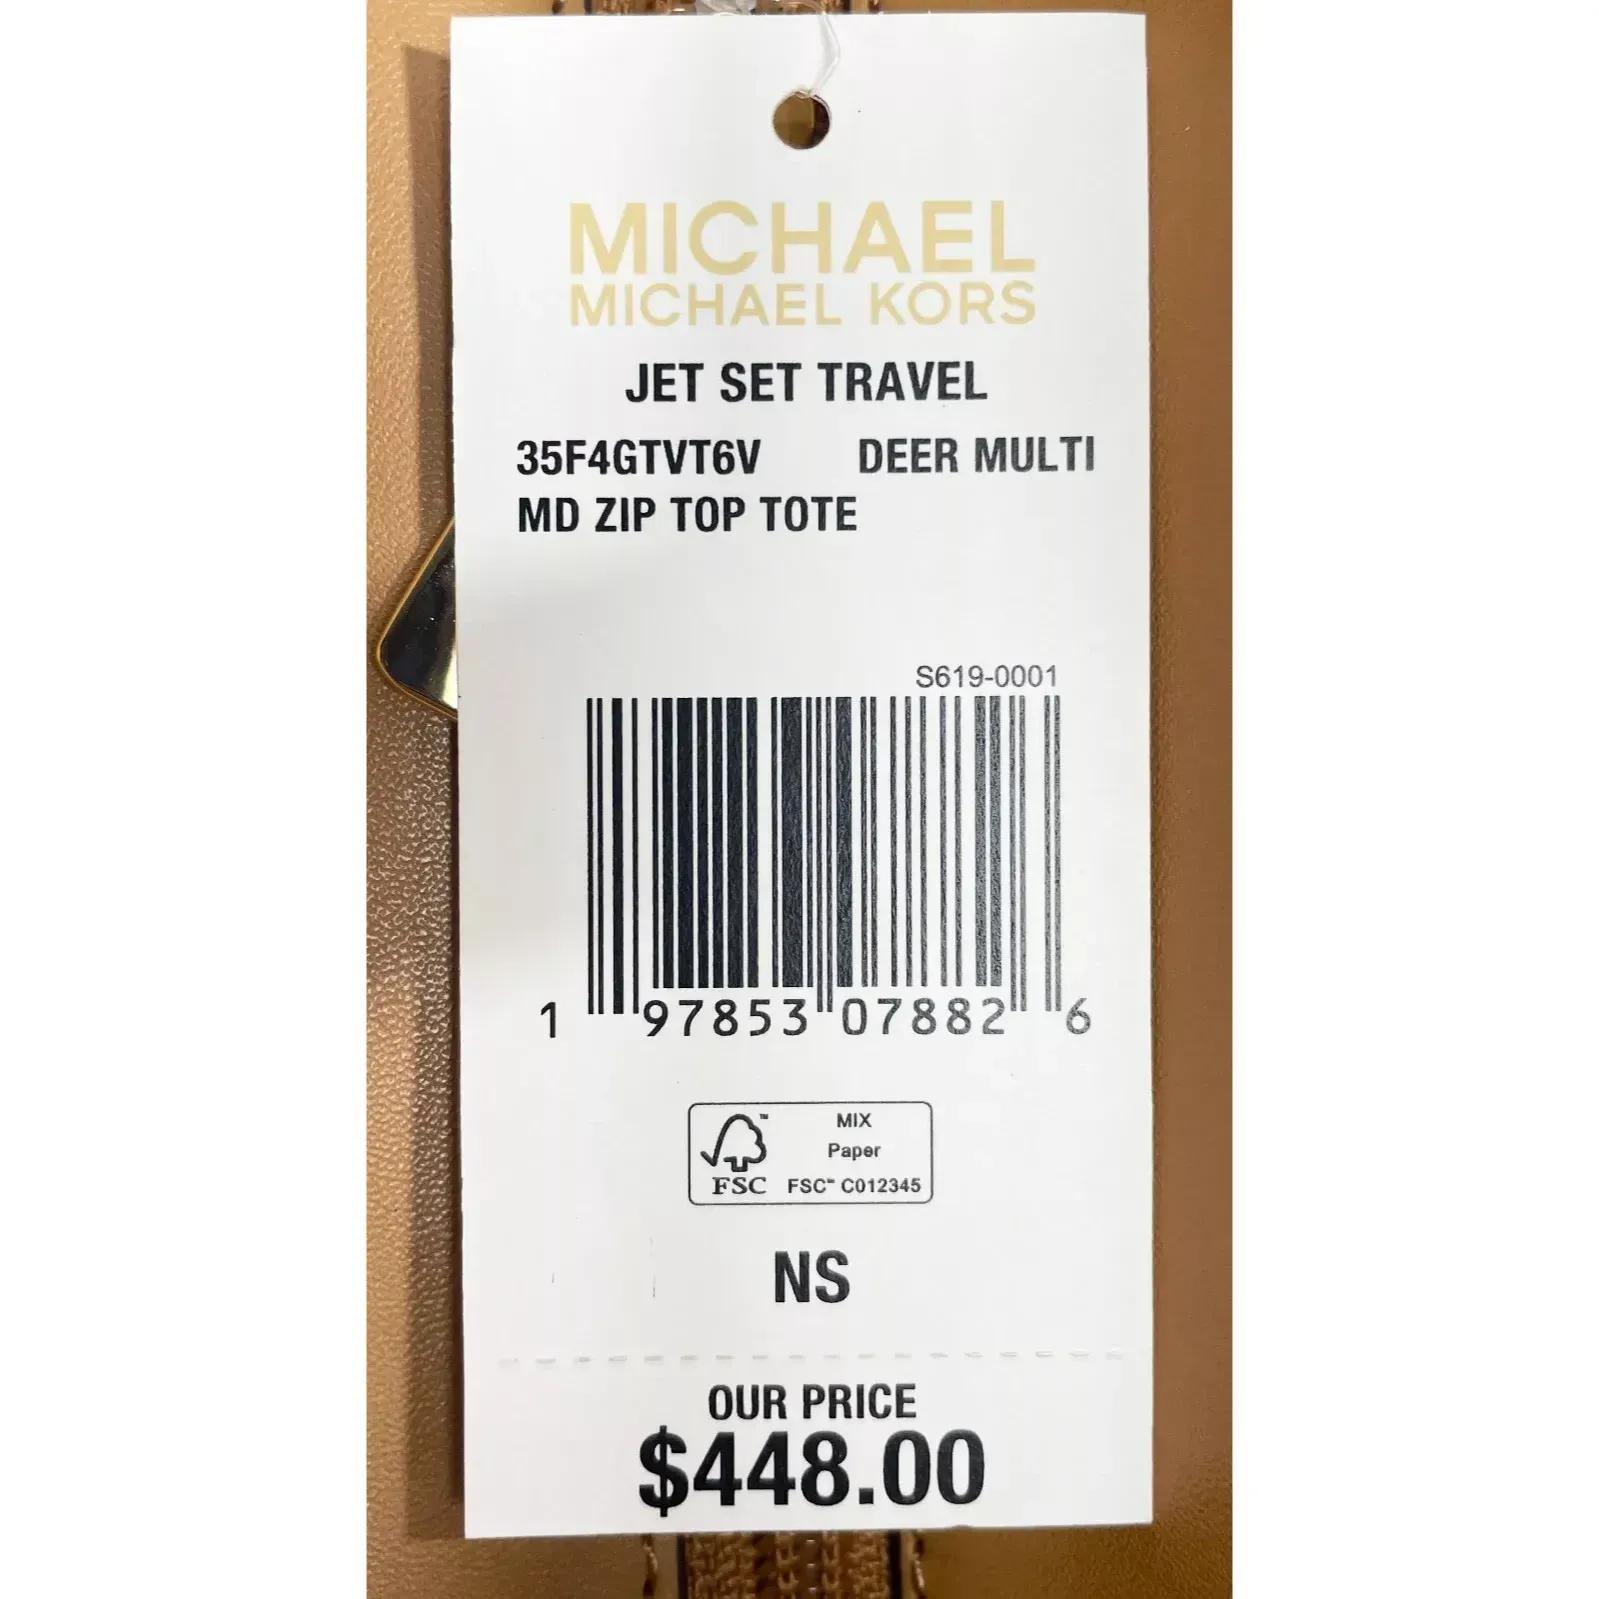 MICHAEL
MICHAEL KORS
JET SET TRAVEL
35F4GTVT6V DEER MULTI
MD ZIP TOP TOTE
S619-0001
1 97853 07882 6
FSC
MIX
Paper
FSC™ C012345
NS
OUR PRICE
$448.00